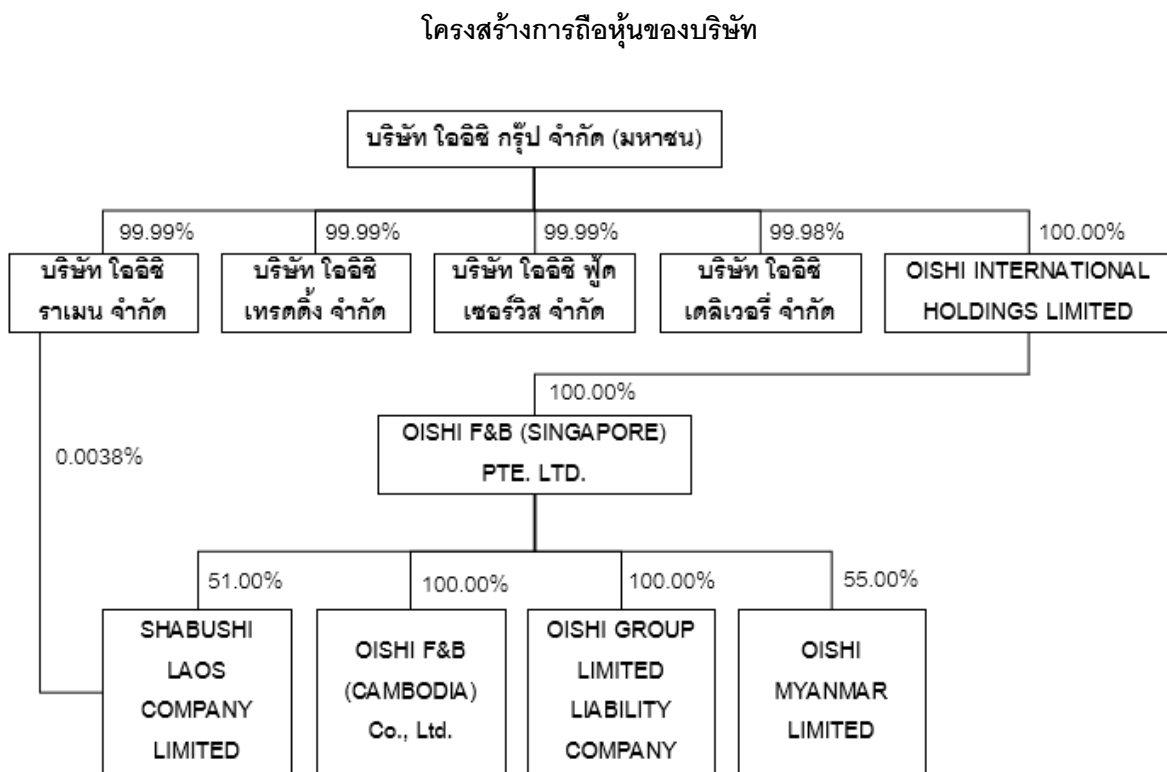 โครงสร้างการถือหุ้นของบริษัท
บริษัท โออิชิ กรุ๊ป จำกัด (มหาชน)
99.99%
99.99%
99.99%
99.98%
100.00%
บริษัท โออิชิ
ราเมน จำกัด
บริษัท โออิชิ
เทรดดิ้ง จำกัด
บริษัท โออิชิ ฟู้ด
เซอร์วิส จำกัด
บริษัท โออิชิ
เดลิเวอรี่ จำกัด
OISHI INTERNATIONAL
HOLDINGS LIMITED
100.00%
OISHI F&B (SINGAPORE)
PTE. LTD.
0.0038%
51.00%
100.00%
100.00%
55.00%
SHABUSHI
LAOS
COMPANY
LIMITED
OISHI F&B
(CAMBODIA)
Co., Ltd.
OISHI GROUP
LIMITED
LIABILITY
COMPANY
OISHI
MYANMAR
LIMITED